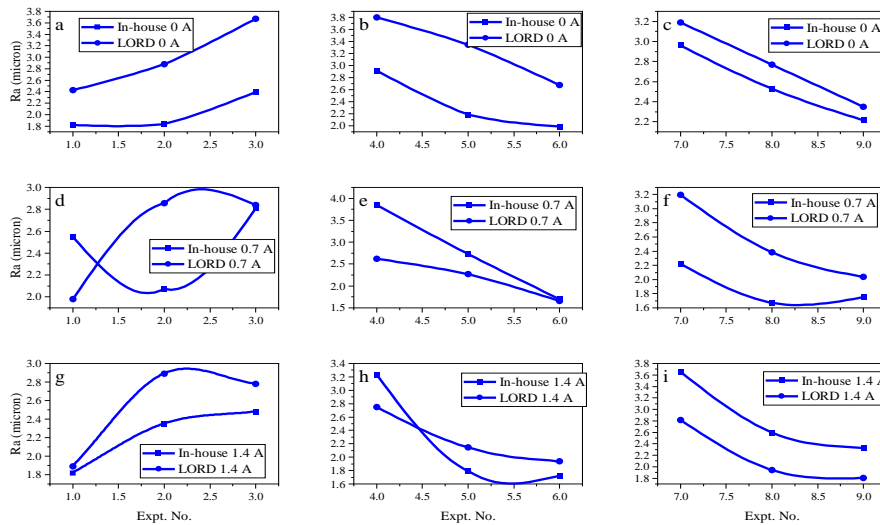 a
In-house 0 A
LORD 0 A
Ra (micron)
3.8
3.6
3.4
3.2
3.0
2.8
2.6
2.4
2.2
2.0
1.8
1.0 1.5 2.0 2.5 3.0
b
In-house 0 A
LORD 0 A
3.8
3.6
3.4
3.2
3.0
2.8
2.6
2.4
2.2
2.0
4.0 4.5 5.0 5.5 6.0
c
In-house 0 A
LORD 0 A
3.2
3.0
2.8
2.6
2.4
2.2
7.0 7.5 8.0 8.5 9.0
d
In-house 0.7 A
LORD 0.7 A
Ra (micron)
3.0
2.8
2.6
2.4
2.2
2.0
1.0 1.5 2.0 2.5 3.0
e
In-house 0.7 A
LORD 0.7 A
4.0
3.5
3.0
2.5
2.0
1.5
4.0 4.5 5.0 5.5 6.0
f
In-house 0.7 A
LORD 0.7 A
3.2
3.0
2.8
2.6
2.4
2.2
2.0
1.8
1.6
7.0 7.5 8.0 8.5 9.0
g
In-house 1.4 A
LORD 1.4 A
Ra (micron)
3.0
2.8
2.6
2.4
2.2
2.0
1.8
1.0 1.5 2.0 2.5 3.0
Expt. No.
h
In-house 1.4 A
LORD 1.4 A
3.4
3.2
3.0
2.8
2.6
2.4
2.2
2.0
1.8
1.6
4.0 4.5 5.0 5.5 6.0
Expt. No.
i
In-house 1.4 A
LORD 1.4 A
3.8
3.6
3.4
3.2
3.0
2.8
2.6
2.4
2.2
2.0
1.8
7.0 7.5 8.0 8.5 9.0
Expt. No.